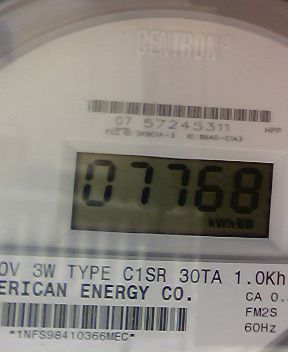 CENTRON®
07 57245311 HPP
07768
kWh
0V 3W TYPE C1SR 30TA 1.0Kh
ERICAN ENERGY CO.
CA 0.
FM2S
60Hz
*1NFS98410366MEC*